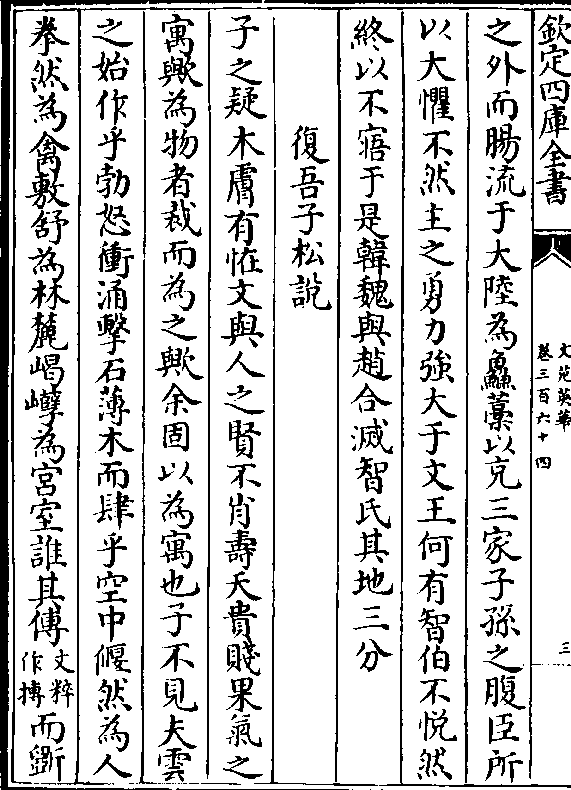 欽定四庫全書
文苑英華
卷三百六十四
三
之外而腸流于大陸為鱻薧以克三家子孫之腹臣所
以大懼不然主之勇力強大于文王何有智伯不悦然
終以不寤于是韓魏與趙合滅智氏其地三分
復吾子松說
子之疑木膚有恠文與人之賢不肖壽夭貴賤果氣之
寓歟為物者裁而為之歟余固以為寓也子不見夫雲
之始作乎勃怒衝涌擊石薄木而肆乎空中偃然為人
拳然為禽敷舒為林麓嵑㠔為宮室誰其傅文粹作摶而斵